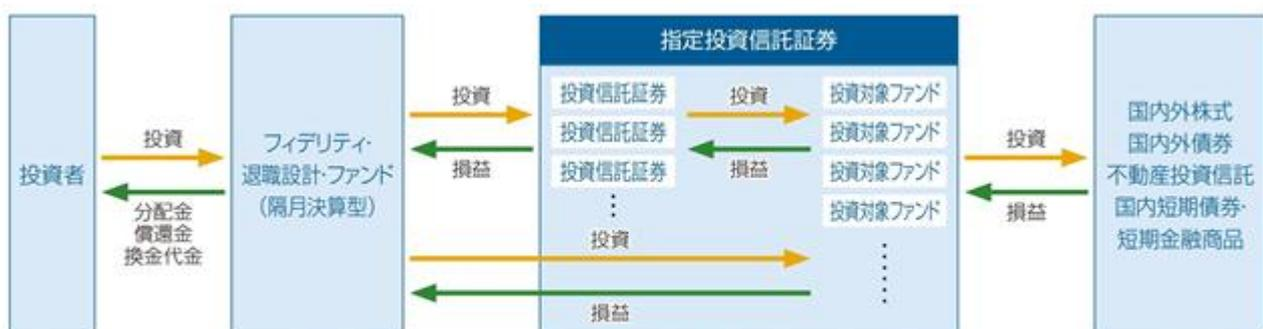 投資者
投資
分配金
償還金
換金代金
フィデリティ・
退職設計・ファンド
（隔月決算型）
投資
損益
指定投資信託証券
投資信託証券
投資信託証券
投資信託証券
⋮
投資
損益
投資対象ファンド
投資対象ファンド
投資対象ファンド
投資対象ファンド
⋮
投資
損益
投資
損益
国内外株式
国内外債券
不動産投資信託
国内短期債券・
短期金融商品